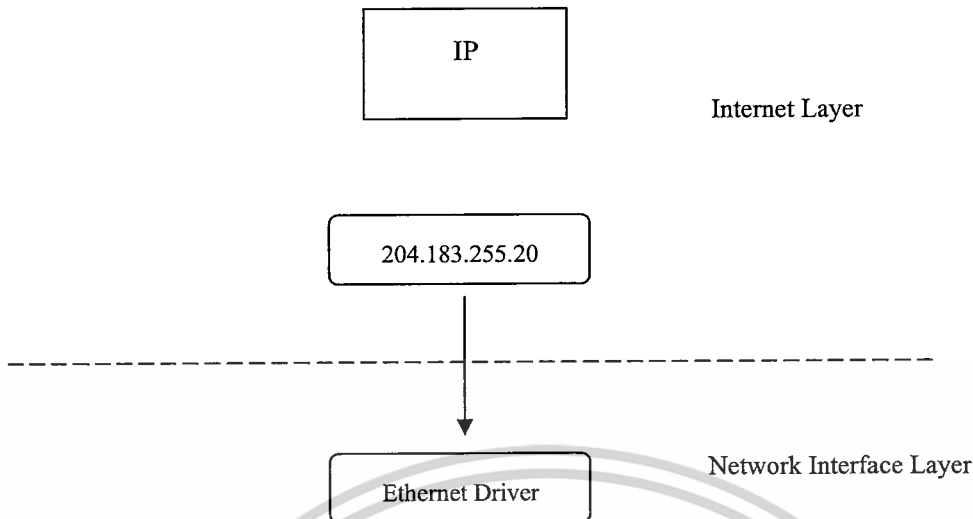 IP
Internet Layer
204.183.255.20
Network Interface Layer
Ethernet Driver